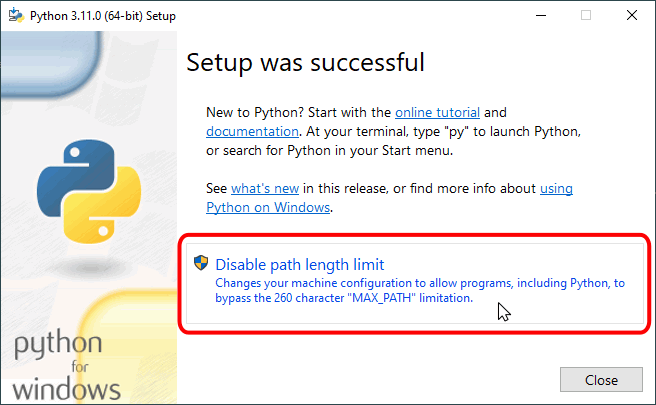 Python 3.11.0 (64-bit) Setup
Setup was successful
New to Python? Start with the online tutorial and
documentation. At your terminal, type "py" to launch Python,
or search for Python in your Start menu.
See what's new in this release, or find more info about using
Python on Windows.
Disable path length limit
Changes your machine configuration to allow programs, including Python, to
bypass the 260 character "MAX_PATH" limitation.
python
for
windows
Close